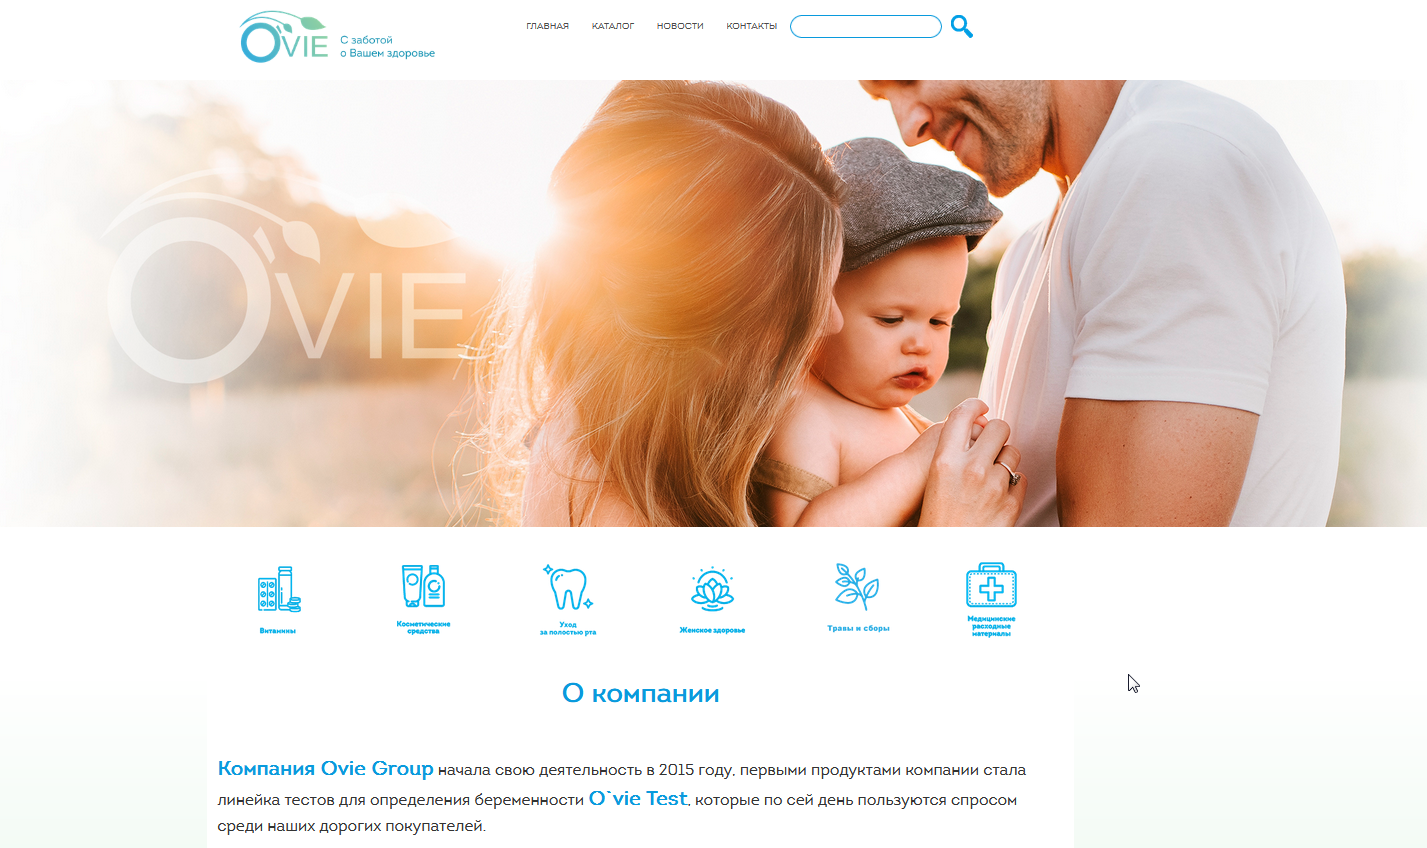 O'VIE
С заботой
о Вашем здоровье
ГЛАВНАЯ КАТАЛОГ НОВОСТИ КОНТАКТЫ
O'VIE
Витамины
Косметические
средства
Уход
за полостью рта
Женское здоровье
Травы и сборы
Медицинские
расходные
материалы
О компании
Компания Ovie Group начала свою деятельность в 2015 году, первыми продуктами компании стала
линейка тестов для определения беременности O`vie Test, которые по сей день пользуются спросом
среди наших дорогих покупателей.